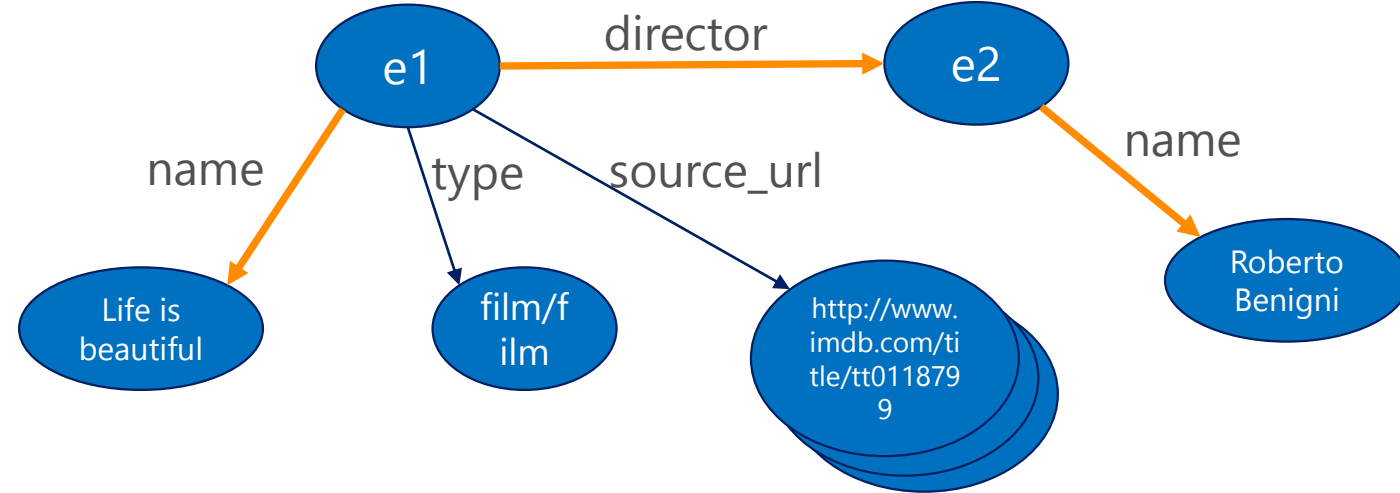 director
e1
e2
name
type
source_url
name
Life is
beautiful
film/f
ilm
http://www.
imdb.com/ti
tle/tt011879
9
Roberto
Benigni